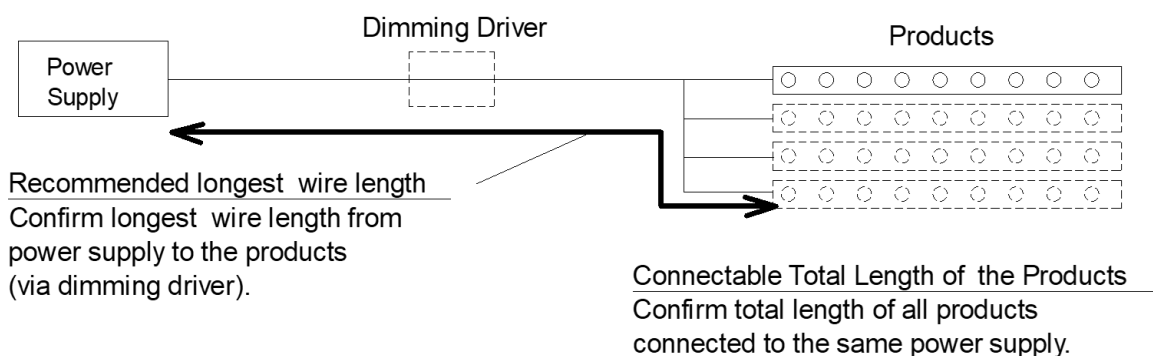 Dimming Driver
Products
Power
Supply
Recommended longest wire length
Confirm longest wire length from
power supply to the products
(via dimming driver).
Connectable Total Length of the Products
Confirm total length of all products
connected to the same power supply.